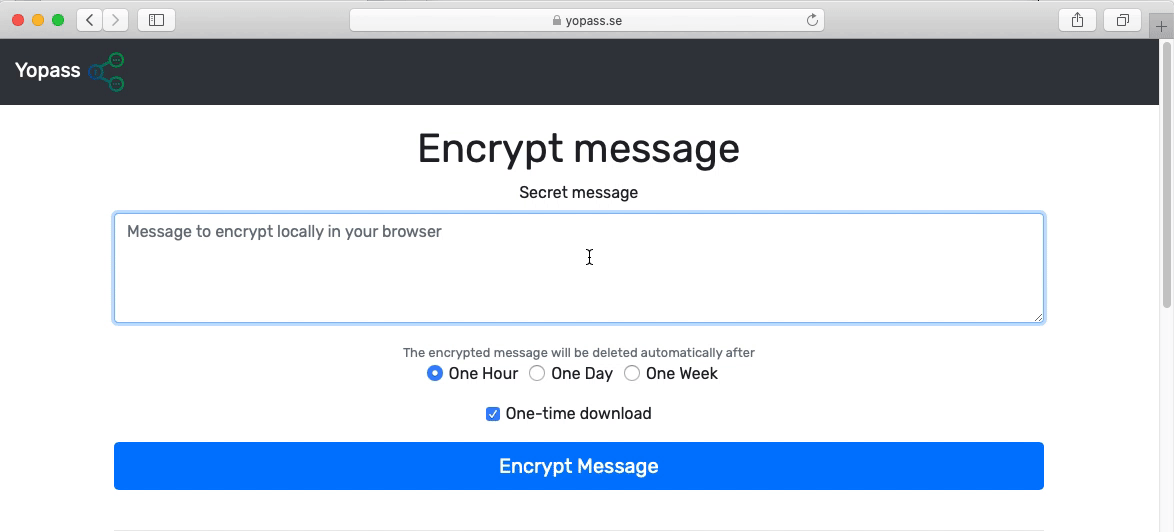 yopass.se
Yopass
Encrypt message
Secret message
Message to encrypt locally in your browser
The encrypted message will be deleted automatically after
One Hour One Day One Week
One-time download
Encrypt Message